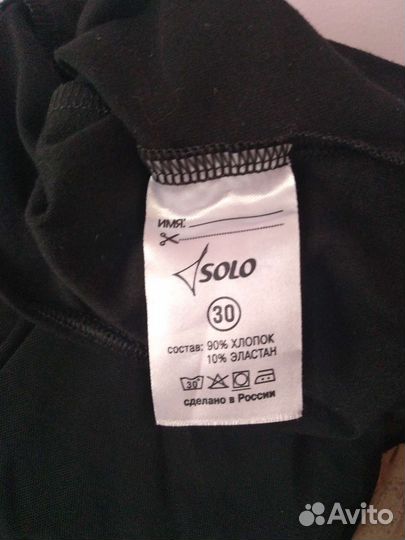 ИМЯ:
SOLO
30
состав: 90% ХЛОПОК
10% ЭЛАСТАН
30°
сделано в России
Avito